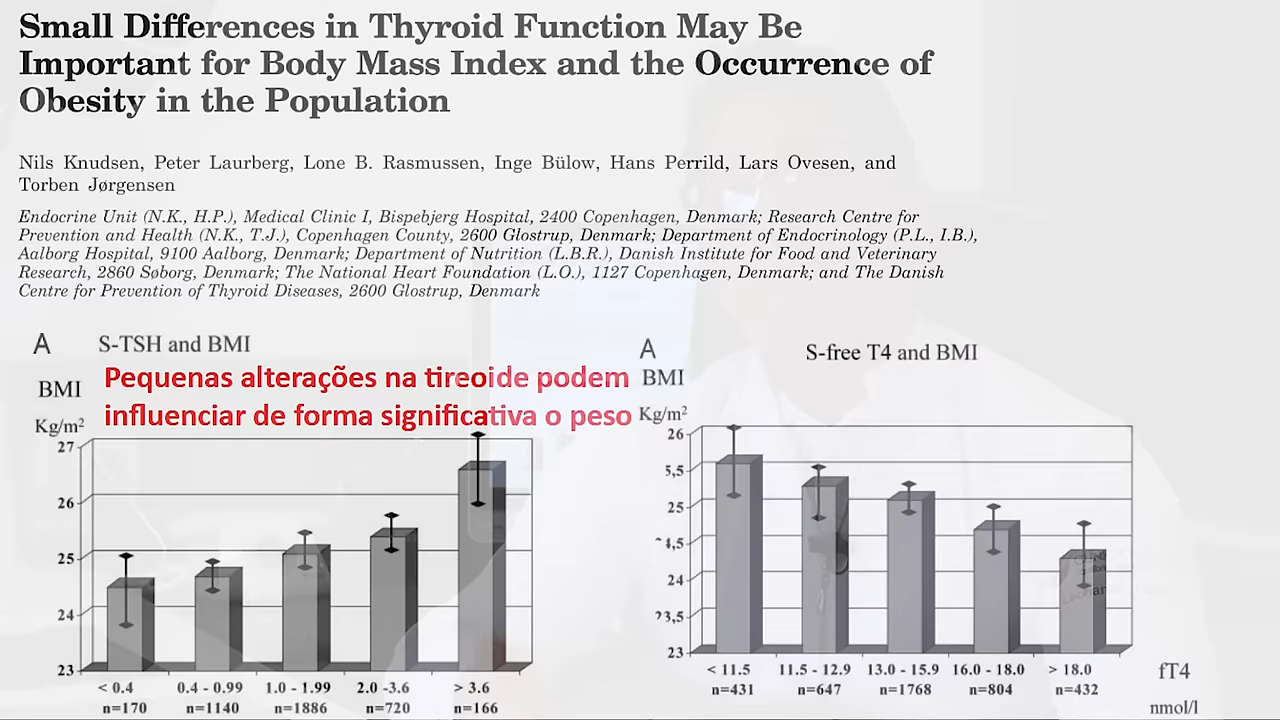 Small Differences in Thyroid Function May Be
Important for Body Mass Index and the Occurrence of
Obesity in the Population
Nils Knudsen, Peter Laurberg, Lone B. Rasmussen, Inge Bülow, Hans Perrild, Lars Ovesen, and
Torben Jørgensen
Endocrine Unit (N.K., H.P.), Medical Clinic I, Bispebjerg Hospital, 2400 Copenhagen, Denmark; Research Centre for
Prevention and Health (N.K., T.J.), Copenhagen County, 2600 Glostrup, Denmark; Department of Endocrinology (P.L., I.B.),
Aalborg Hospital, 9100 Aalborg, Denmark; Department of Nutrition (L.B.R.), Danish Institute for Food and Veterinary
Research, 2860 Søborg, Denmark; The National Heart Foundation (L.O.), 1127 Copenhagen, Denmark; and The Danish
Centre for Prevention of Thyroid Diseases, 2600 Glostrup, Denmark
A S-TSH and BMI
Pequenas alterações na tireoide podem
influenciar de forma significativa o peso
BMI
Kg/m²
27
26
25
24
23
< 0.4 0.4 - 0.99 1.0 - 1.99 2.0 -3.6 > 3.6
n=170 n=1140 n=1886 n=720 n=166
A S-free T4 and BMI
BMI
Kg/m²
26
5,5
25
4,5
24
3,5
23
< 11.5 11.5 - 12.9 13.0 - 15.9 16.0 - 18.0 > 18.0 fT4
n=431 n=647 n=1768 n=804 n=432 nmol/l